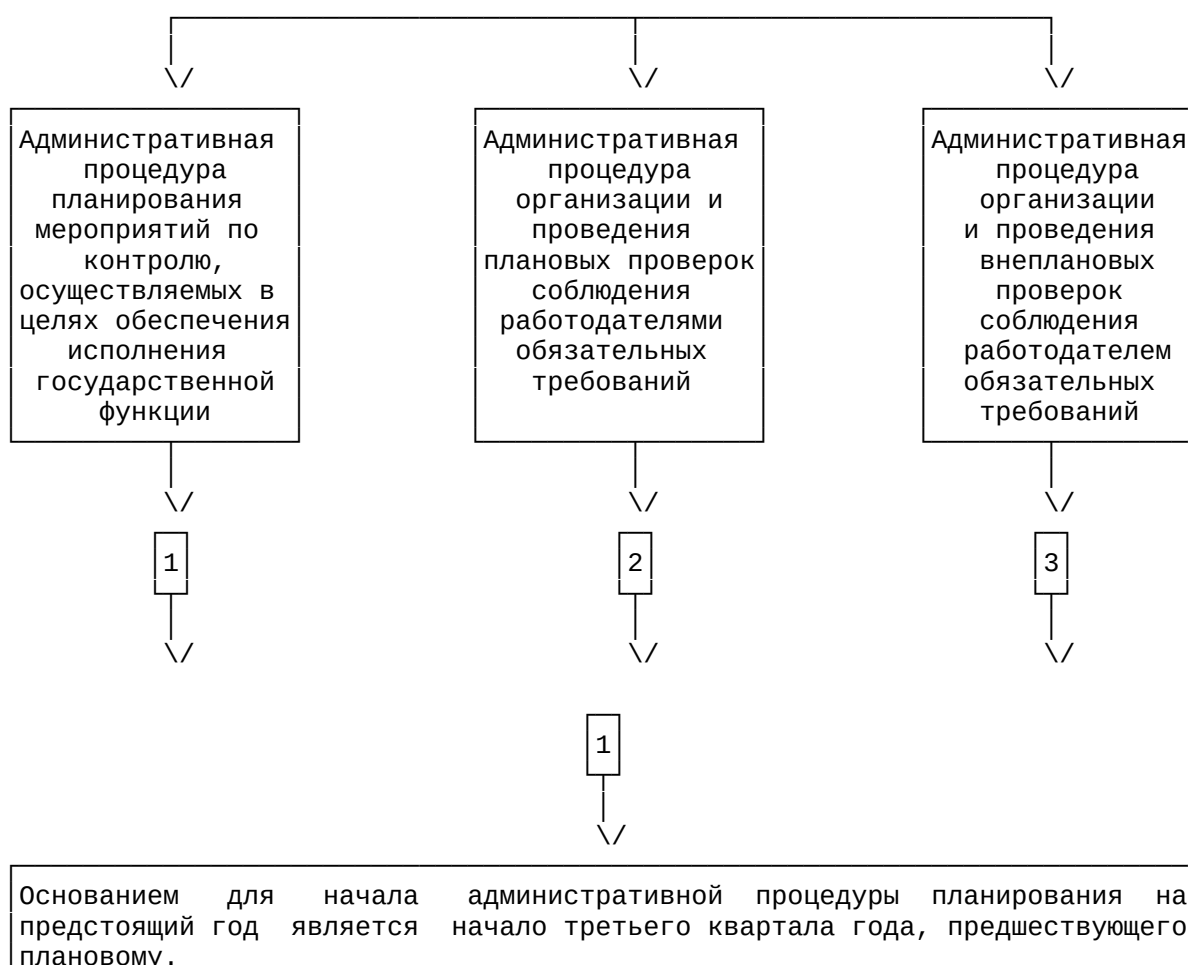 Административная
процедура
планирования
мероприятий по
контролю,
осуществляемых в
целях обеспечения
исполнения
государственной
функции
Административная
процедура
организации и
проведения
плановых проверок
соблюдения
работодателями
обязательных
требований
Административная
процедура
организации
и проведения
внеплановых
проверок
соблюдения
работодателем
обязательных
требований
1
2
3
1
Основанием для начала административной процедуры планирования на
предстоящий год является начало третьего квартала года, предшествующего
плановому.